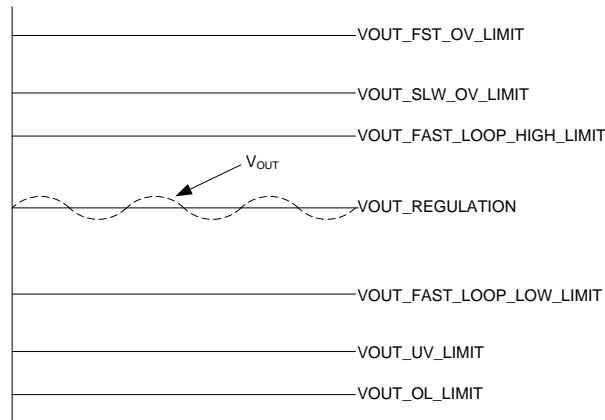 VOUT_FST_OV_LIMIT
VOUT_SLW_OV_LIMIT
VOUT_FAST_LOOP_HIGH_LIMIT
VOUT
VOUT_REGULATION
VOUT_FAST_LOOP_LOW_LIMIT
VOUT_UV_LIMIT
VOUT_OL_LIMIT